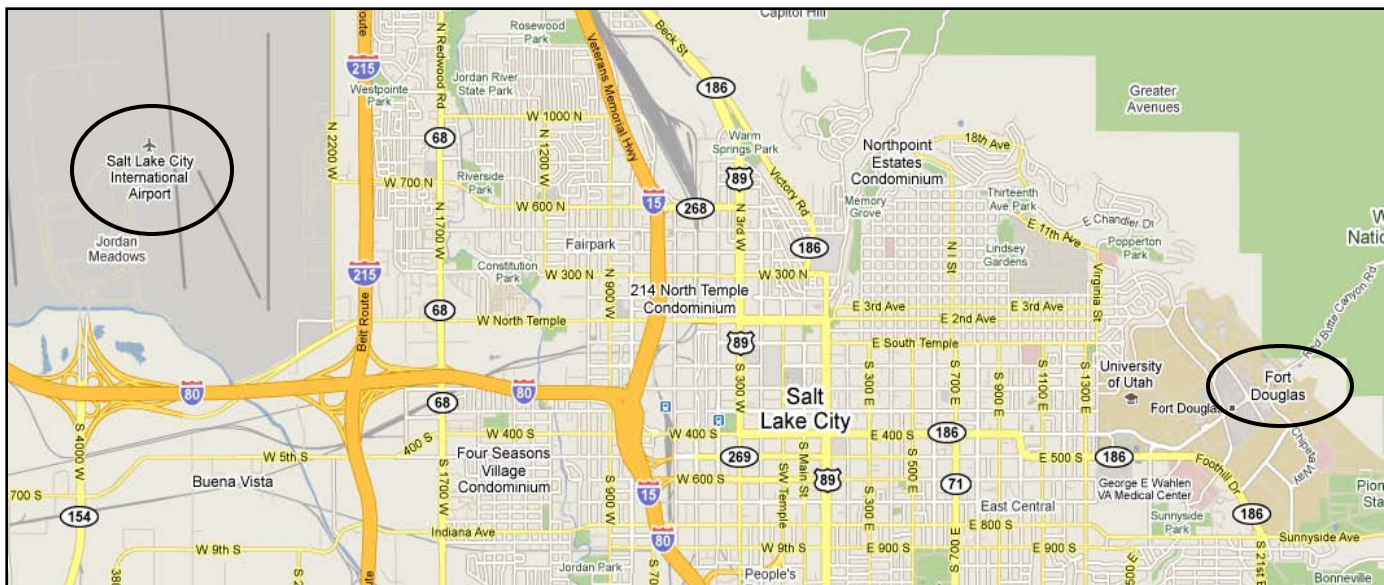 Capitol Hill
Route
Rosewood
Park
Beck St
Veterans Memorial Hwy
N Redwood Rd
215
Westpointe
Park
Jordan River
State Park
186
Greater
Avenues
N 2200 W
68
W 1000 N
N 1200 W
Warm
Springs Park
Northpoint
Estates
Condominium
18th Ave
Salt Lake City
International
Airport
W 700 N
Riverside
Park
W 600 N
15
268
89
N 3rd W
Victory Rd
Memory
Grove
Thirteenth
Ave Park
E Chandler Dr
E 11th Ave
Popperton
Park
N 1700 W
Jordan
Meadows
Fairpark
186
N I St
Lindsey
Gardens
W
Natio
215
Constitution
Park
W 300 N
N 900 W
W 300 N
Virginia St
Red Butte Canyon Rd
214 North Temple
Condominium
68
Belt Route
W North Temple
E 3rd Ave
E 3rd Ave
E 2nd Ave
89
E South Temple
80
68
80
S 300 W
S 300 E
S 700 E
S 900 E
S 1100 E
S 1300 E
University
of Utah
Fort
Douglas
Salt
Lake City
Fort Douglas
Chipeta Way
S 4000 W
W 5th S
400 S
W 400 S
W 400 S
E 400 S
186
Four Seasons
Village
Condominium
S 1700 W
S 900 W
269
S Main St
SW Temple
S 500 E
E 500 S
186
Foothill Dr
700 S
Buena Vista
W 600 S
89
71
George E Wahlen
VA Medical Center
Pion
Sta
154
15
S 300 E
East Central
Sunnyside
Park
186
Indiana Ave
80
E 800 S
Sunnyside Ave
W 9th S
Jordan Park
W 9th S
E 900 S
E 900 S
S 700 E
S 21st E
People's
Bonneville